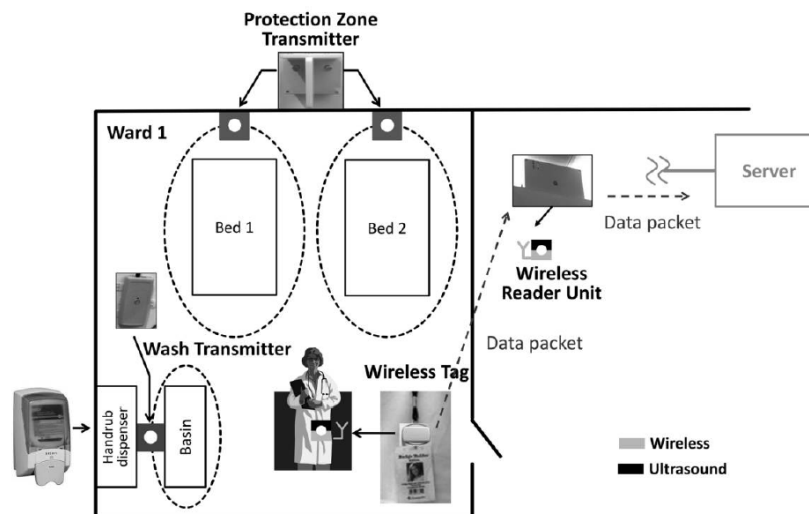 Protection Zone
Transmitter
Ward 1
Server
Bed 1
Bed 2
Data packet
Wireless
Reader Unit
Wash Transmitter
Wireless Tag
Data packet
Handrub
dispenser
Basin
Wireless
Ultrasound